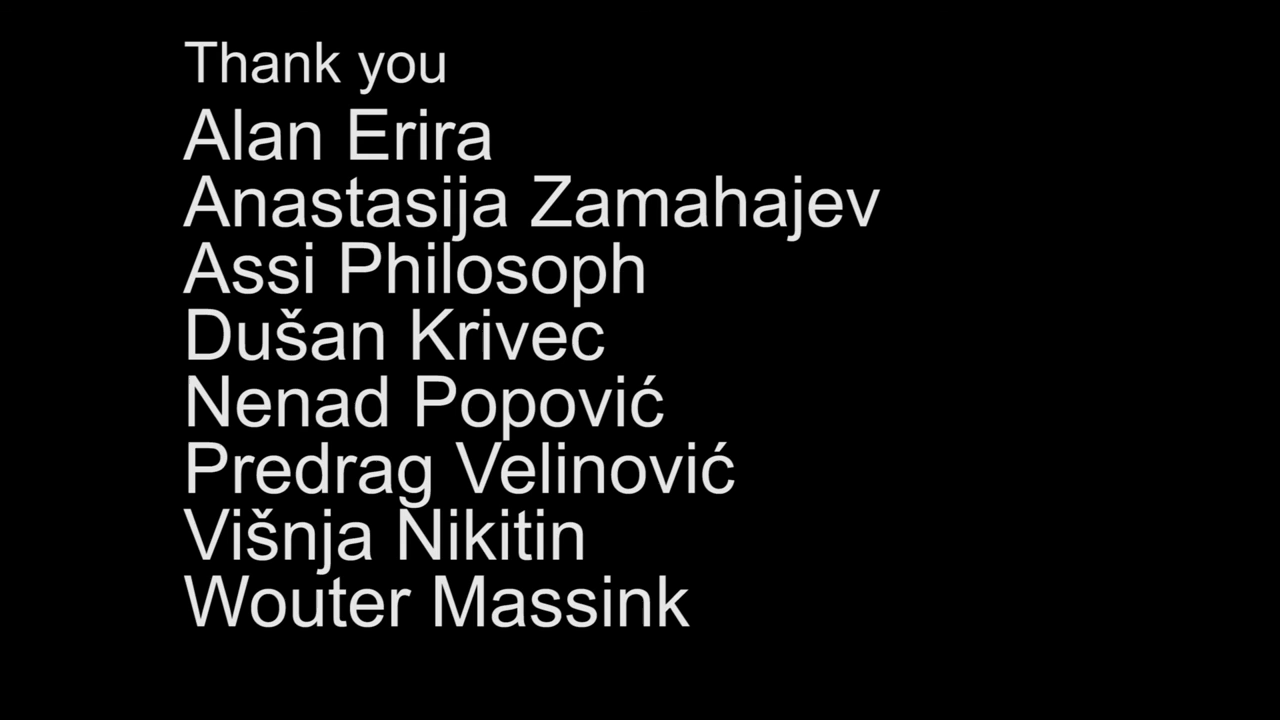 Thank you
Alan Erira
Anastasija Zamahajev
Assi Philosoph
Dušan Krivec
Nenad Popović
Predrag Velinović
Višnja Nikitin
Wouter Massink